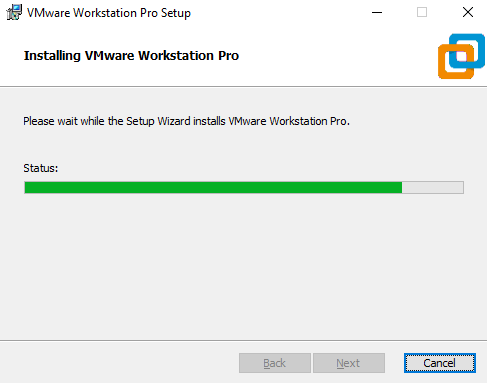 VMware Workstation Pro Setup
Installing VMware Workstation Pro
Please wait while the Setup Wizard installs VMware Workstation Pro.
Status:
Back Next Cancel